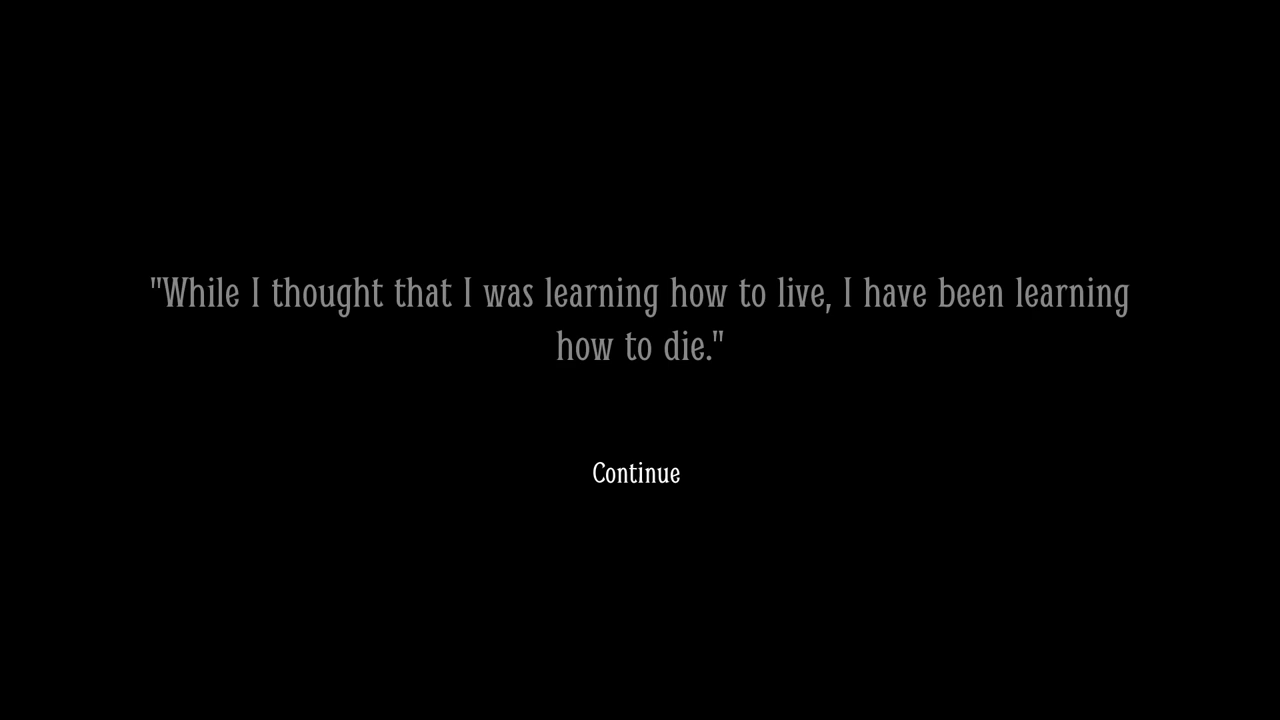 "While I thought that I was learning how to live, I have been learning
how to die."
Continue